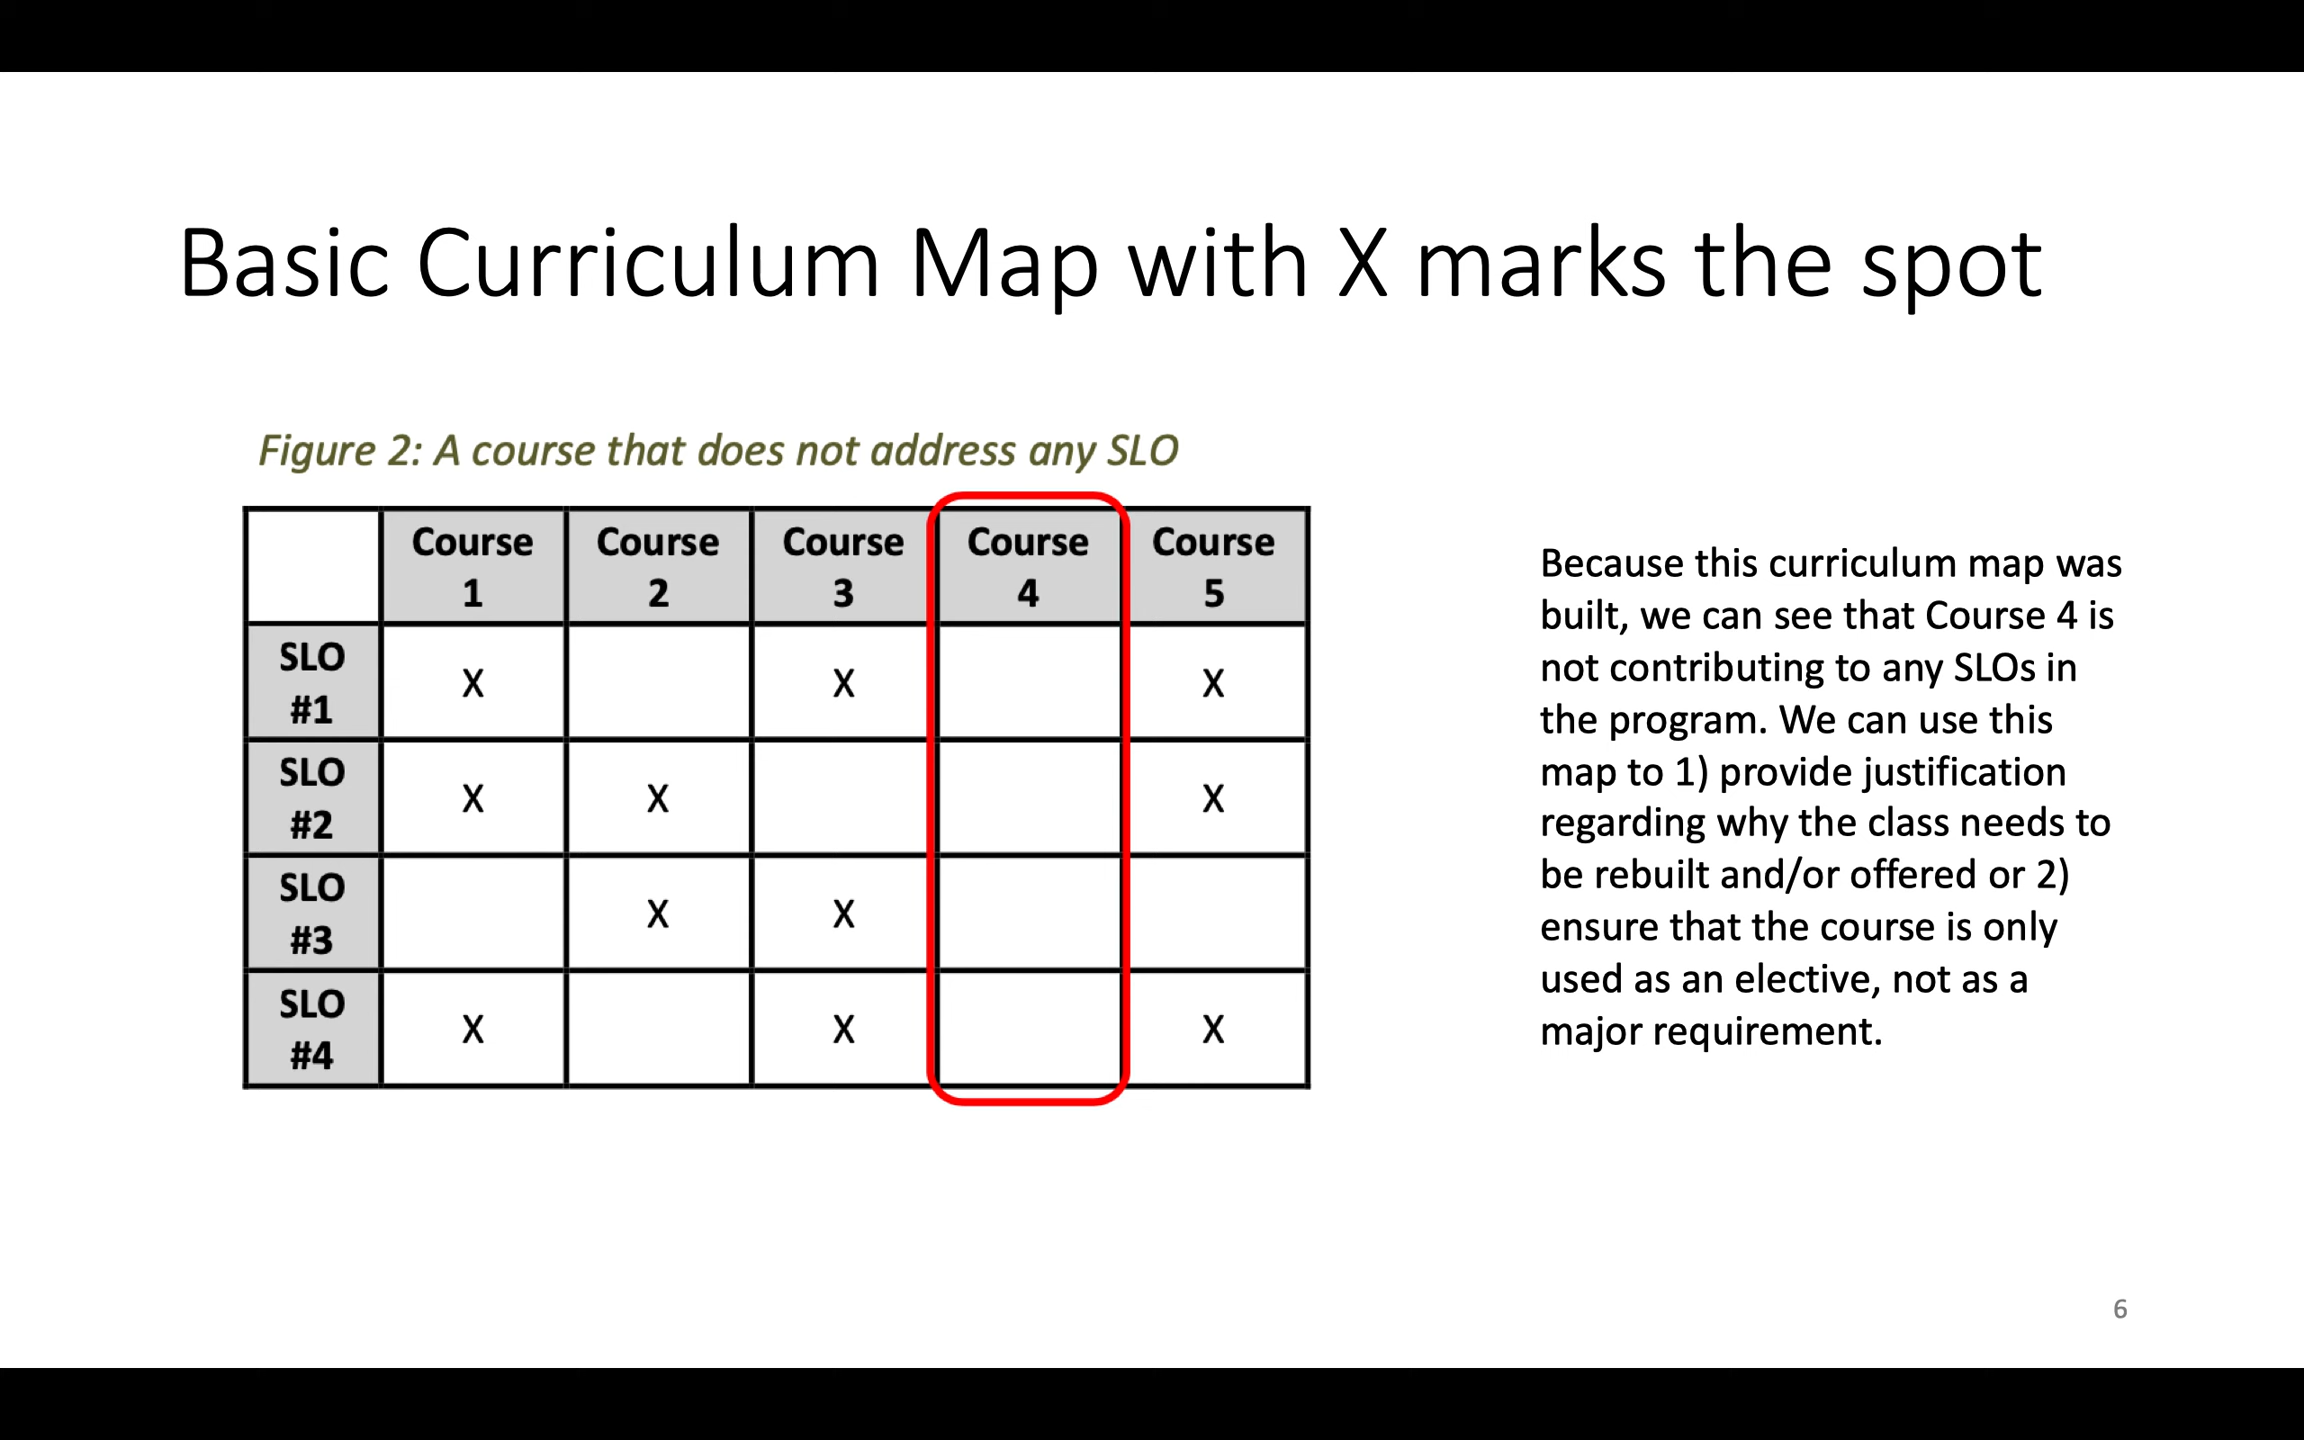 Basic Curriculum Map with X marks the spot
Figure 2: A course that does not address any SLO
Course 1 Course 2 Course 3 Course 4 Course 5
SLO #1 X X X
SLO #2 X X X
SLO #3 X X
SLO #4 X X X
Because this curriculum map was
built, we can see that Course 4 is
not contributing to any SLOs in
the program. We can use this
map to 1) provide justification
regarding why the class needs to
be rebuilt and/or offered or 2)
ensure that the course is only
used as an elective, not as a
major requirement.
6